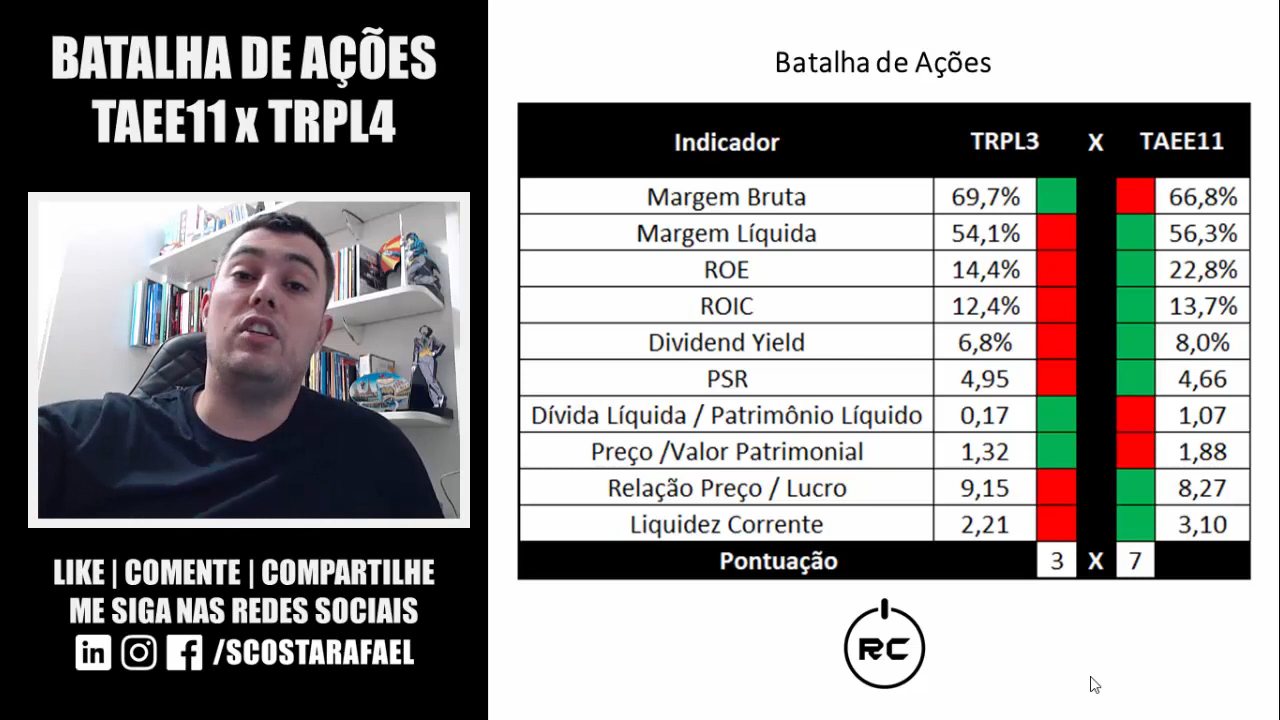 BATALHA DE AÇÕES
TAEE11 x TRPL4
LIKE | COMENTE | COMPARTILHE
ME SIGA NAS REDES SOCIAIS
in f /SCOSTARAFAEL
Batalha de Ações
Indicador TRPL3 X TAEE11
Margem Bruta 69,7% 66,8%
Margem Líquida 54,1% 56,3%
ROE 14,4% 22,8%
ROIC 12,4% 13,7%
Dividend Yield 6,8% 8,0%
PSR 4,95 4,66
Dívida Líquida / Patrimônio Líquido 0,17 1,07
Preço /Valor Patrimonial 1,32 1,88
Relação Preço / Lucro 9,15 8,27
Liquidez Corrente 2,21 3,10
Pontuação 3 X 7
RC